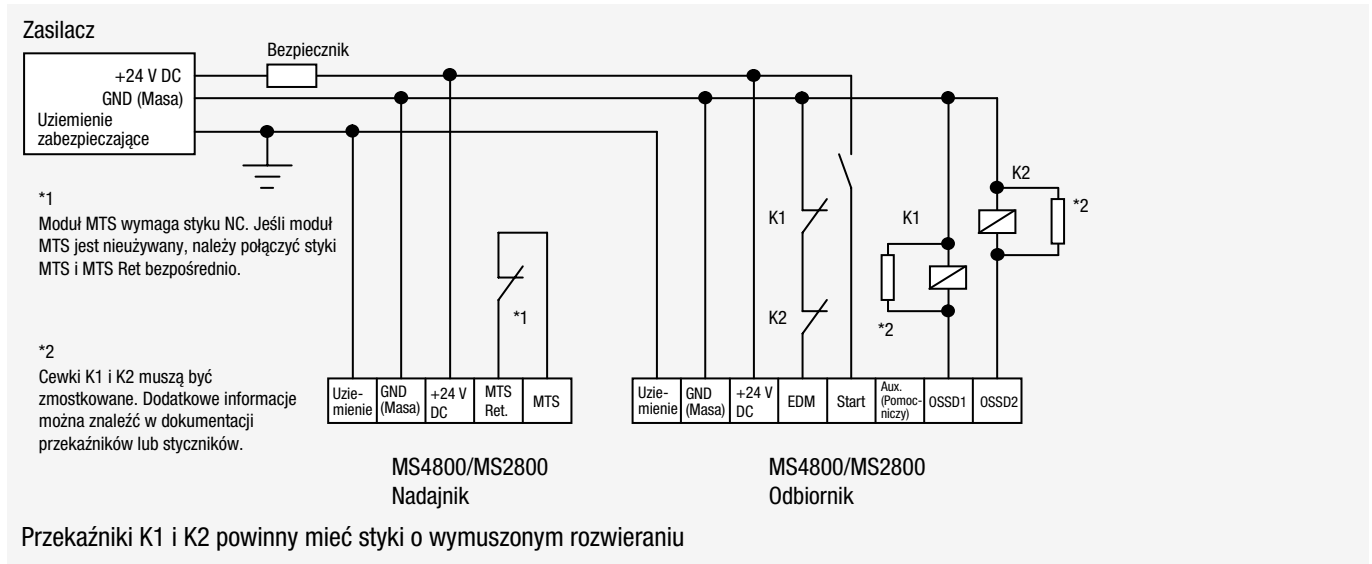 Zasilacz
Bezpiecznik
+24 V DC
GND (Masa)
Uziemienie
zabezpieczające
*1
Moduł MTS wymaga styku NC. Jeśli moduł
MTS jest nieużywany, należy połączyć styki
MTS i MTS Ret bezpośrednio.
*2
Cewki K1 i K2 muszą być
zmostkowane. Dodatkowe informacje
można znaleźć w dokumentacji
przekaźników lub styczników.
*1
K1
K2
K1
*2
K2
*2
Uzie-
mienie
GND
(Masa)
+24 V
DC
MTS
Ret.
MTS
MS4800/MS2800
Nadajnik
Uzie-
mienie
GND
(Masa)
+24 V
DC
EDM
Start
Aux.
(Pomoc-
niczy)
OSSD1
OSSD2
MS4800/MS2800
Odbiornik
Przekaźniki K1 i K2 powinny mieć styki o wymuszonym rozwieraniu